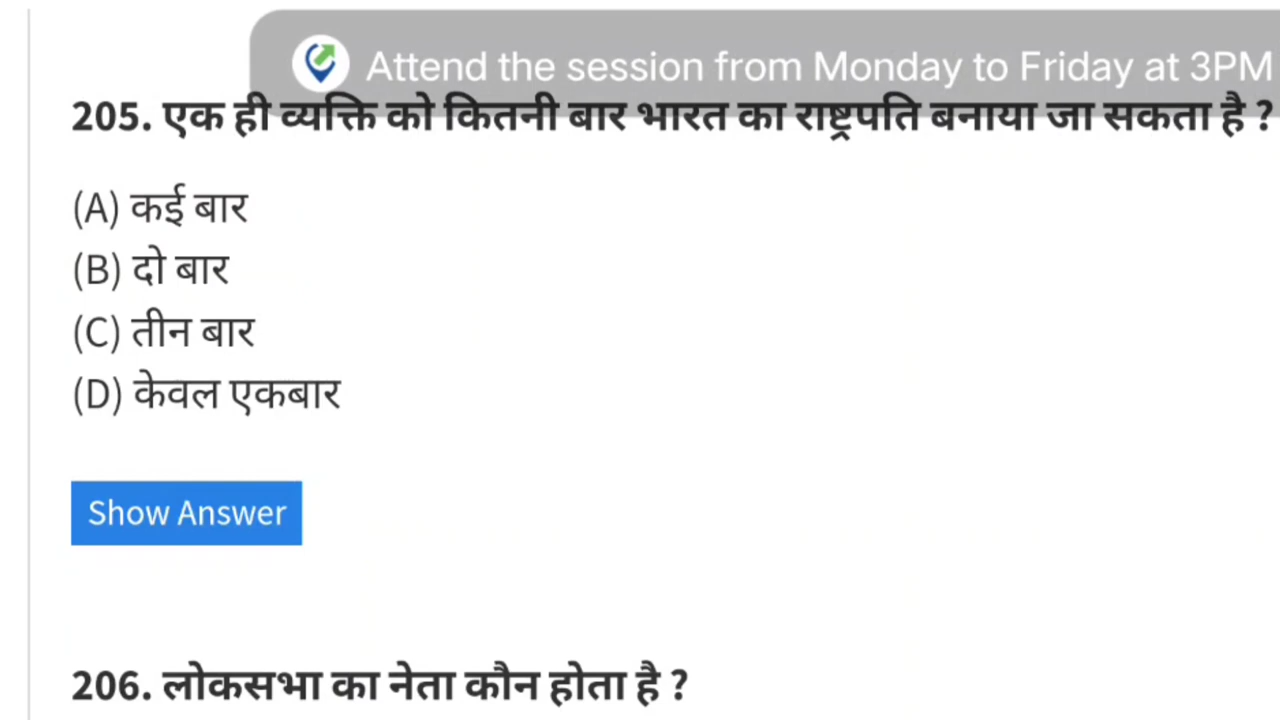 Attend the session from Monday to Friday at 3PM
205. एक ही व्यक्ति को कितनी बार भारत का राष्ट्रपति बनाया जा सकता है ?
(A) कई बार
(B) दो बार
(C) तीन बार
(D) केवल एकबार
Show Answer
206. लोकसभा का नेता कौन होता है ?